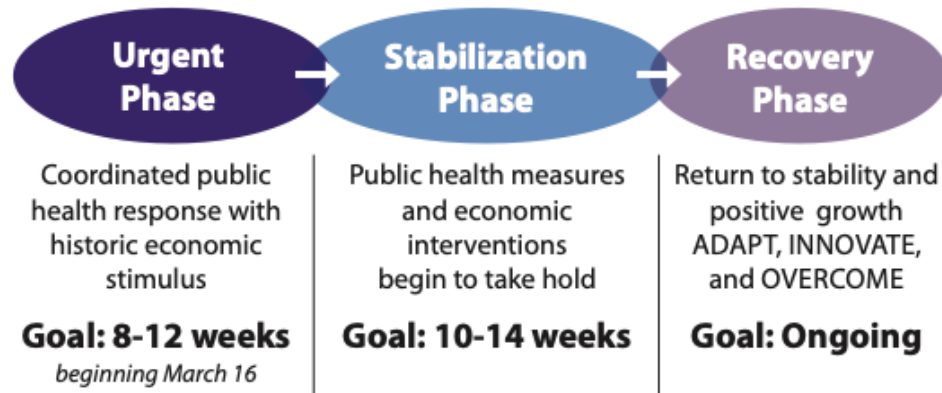 Urgent
Phase
Stabilization
Phase
Recovery
Phase
Coordinated public
health response with
historic economic
stimulus
Goal: 8-12 weeks
beginning March 16
Public health measures
and economic
interventions
begin to take hold
Goal: 10-14 weeks
Return to stability and
positive growth
ADAPT, INNOVATE,
and OVERCOME
Goal: Ongoing